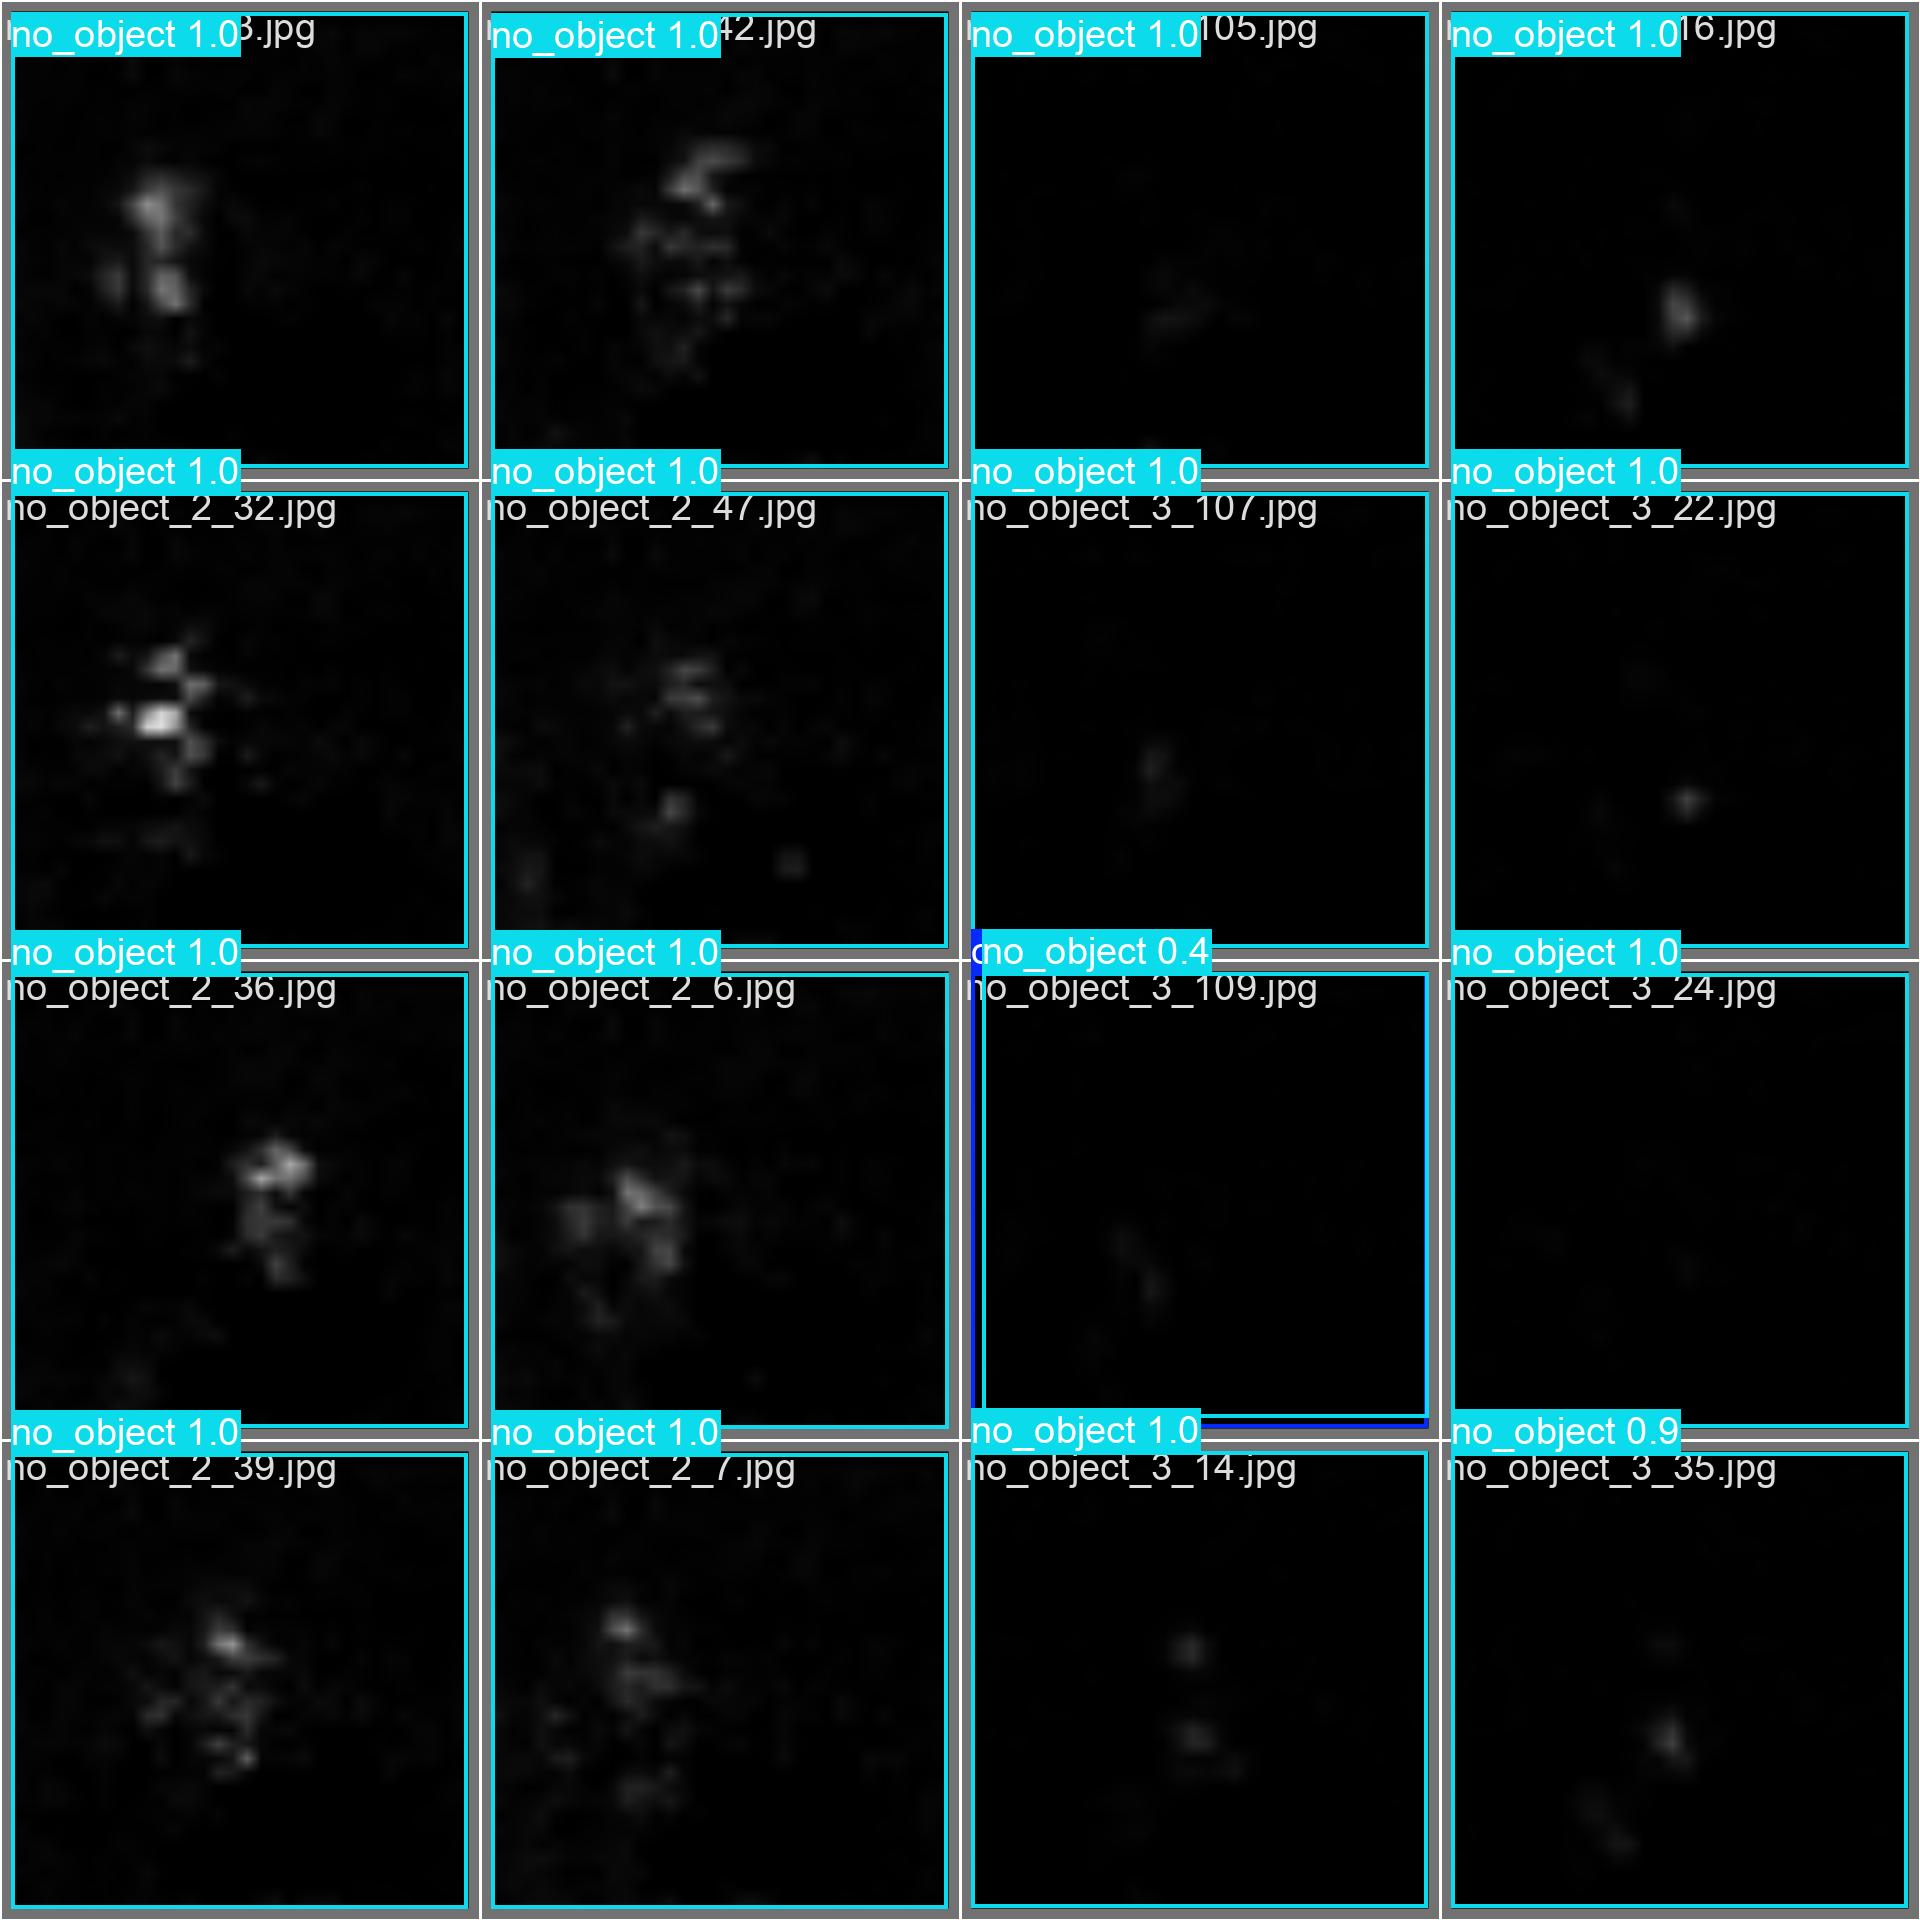 no_object 1.0 3.jpg
no_object 1.0 42.jpg
no_object 1.0 105.jpg
no_object 1.0 16.jpg
no_object 1.0
no_object_2_32.jpg
no_object 1.0
no_object_2_47.jpg
no_object 1.0
no_object_3_107.jpg
no_object 1.0
no_object_3_22.jpg
no_object 1.0
no_object_2_36.jpg
no_object 1.0
no_object_2_6.jpg
no_object 0.4
no_object_3_109.jpg
no_object 1.0
no_object_3_24.jpg
no_object 1.0
no_object_2_39.jpg
no_object 1.0
no_object_2_7.jpg
no_object 1.0
no_object_3_14.jpg
no_object 0.9
no_object_3_35.jpg